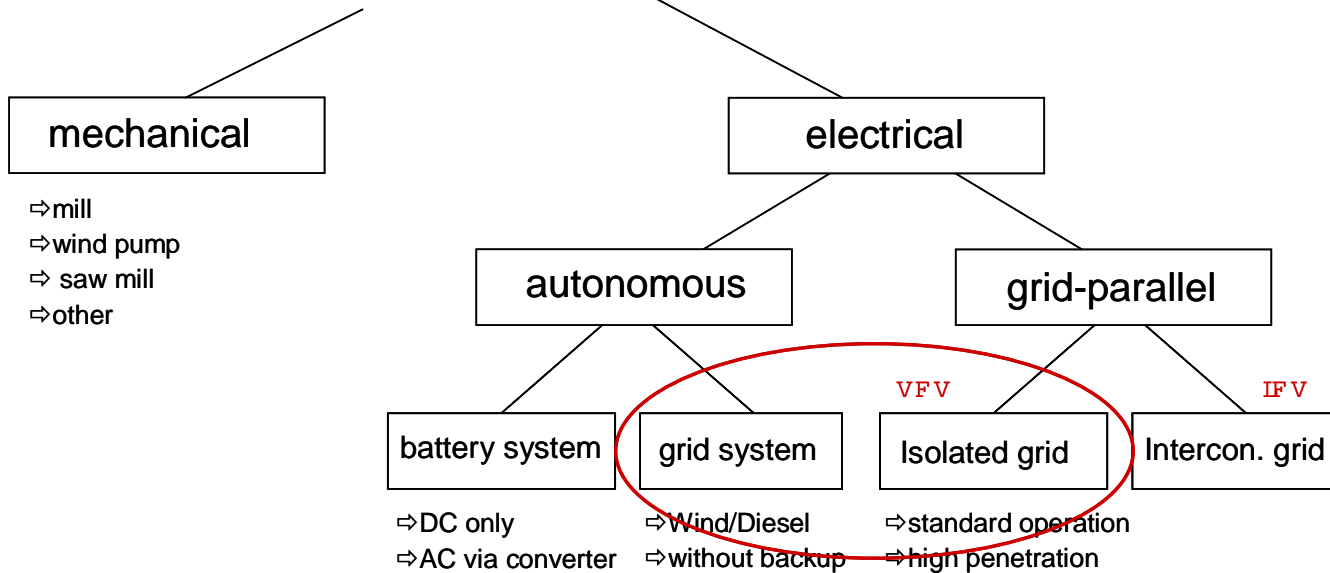 mechanical
electrical
⇨mill
⇨wind pump
⇨ saw mill
⇨other
autonomous
grid-parallel
VFV
IFV
battery system
grid system
Isolated grid
Intercon. grid
⇨DC only
⇨AC via converter
⇨Wind/Diesel
⇨without backup
⇨standard operation
⇨high penetration